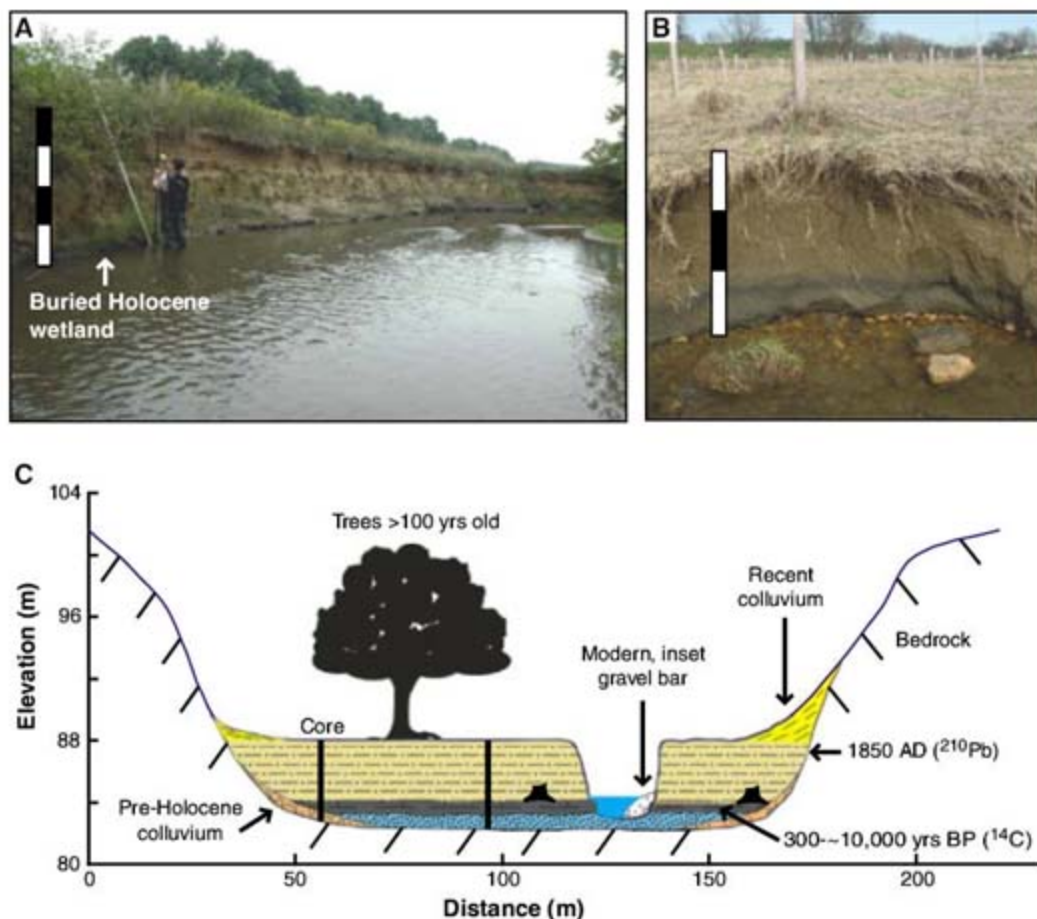 A
Buried Holocene
wetland
B
C
104
96
88
80
Elevation (m)
Trees >100 yrs old
Core
Pre-Holocene
colluvium
Modern, inset
gravel bar
Recent
colluvium
Bedrock
1850 AD (²¹⁰Pb)
300-~10,000 yrs BP (¹⁴C)
0
50
100
150
200
Distance (m)